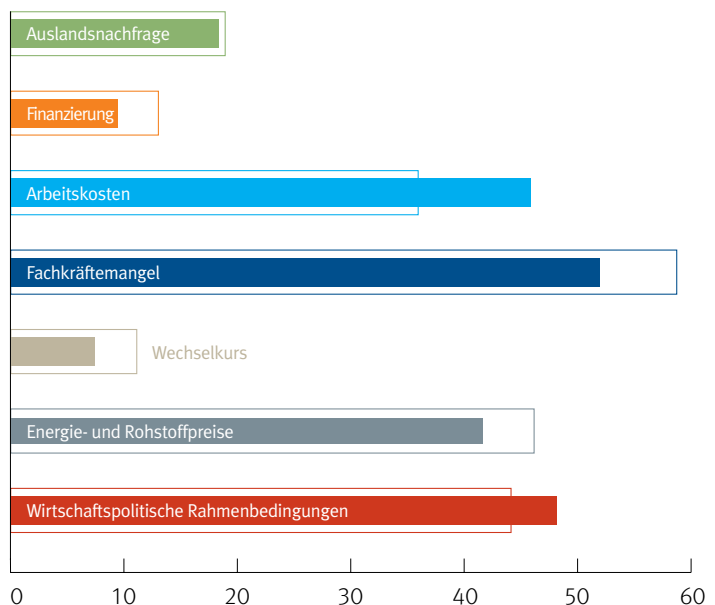 Auslandsnachfrage
Finanzierung
Arbeitskosten
Fachkräftemangel
Wechselkurs
Energie- und Rohstoffpreise
Wirtschaftspolitische Rahmenbedingungen
0 10 20 30 40 50 60